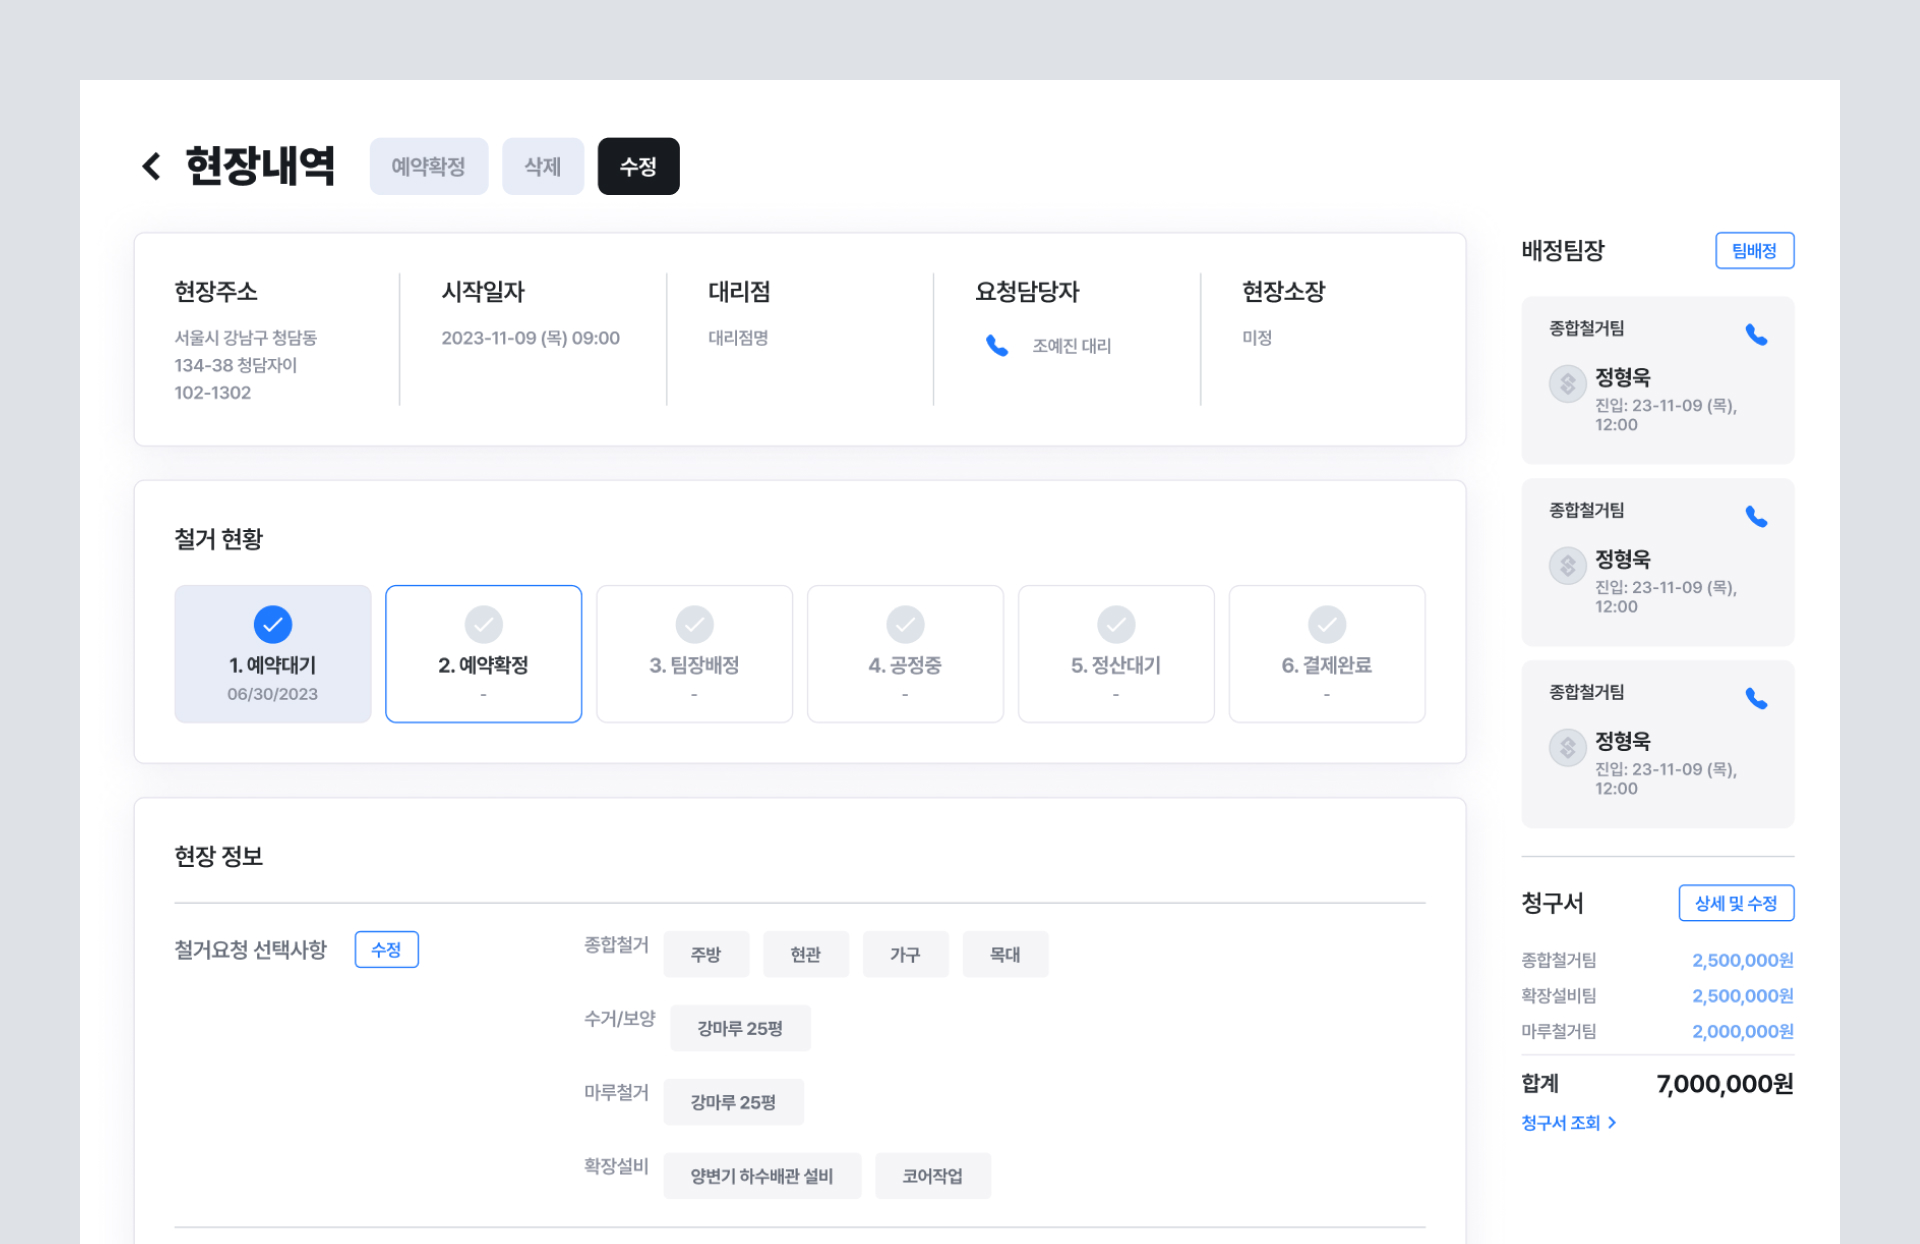 현장내역
예약확정
삭제
수정
현장주소
서울시 강남구 청담동
134-38 청담자이
102-1302
시작일자
2023-11-09 (목) 09:00
대리점
대리점명
요청담당자
조예진 대리
현장소장
미정
철거 현황
1. 예약대기
06/30/2023
2. 예약확정
-
3. 팀장배정
-
4. 공정중
-
5. 정산대기
-
6. 결제완료
-
현장 정보
철거요청 선택사항
수정
종합철거
주방
현관
가구
목대
수거/보양
강마루 25평
마루철거
강마루 25평
확장설비
양변기 하수배관 설비
코어작업
배정팀장
팀배정
종합철거팀
정형욱
진입: 23-11-09 (목),
12:00
종합철거팀
정형욱
진입: 23-11-09 (목),
12:00
종합철거팀
정형욱
진입: 23-11-09 (목),
12:00
청구서
상세 및 수정
종합철거팀 2,500,000원
확장설비팀 2,500,000원
마루철거팀 2,000,000원
합계 7,000,000원
청구서 조회